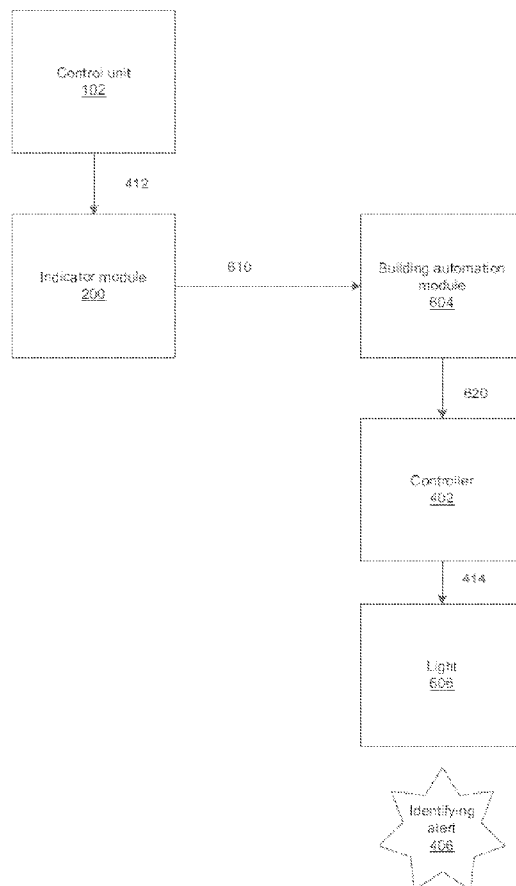 Control unit
102
412
Indicator module
200
610
Building automation
module
604
620
Controller
402
414
Light
606
Identifying
alert
406